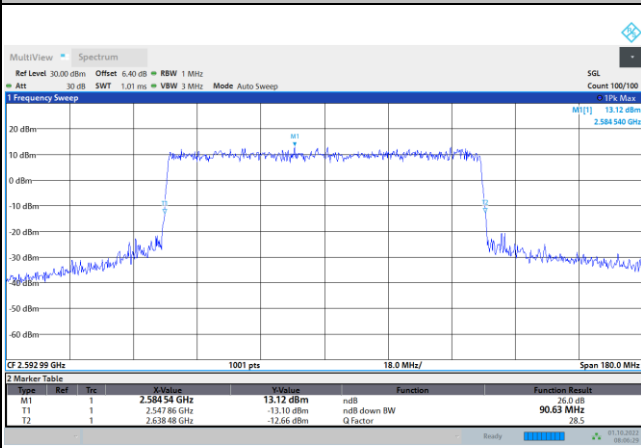 MultiView Spectrum
Ref Level 30.00 dBm Offset 6.40 dB RBW 1 MHz SGL
Att 30 dB SWT 1.01 ms VBW 3 MHz Mode Auto Sweep Count 100/100
1 Frequency Sweep 1Pk Max
M1[1] 13.12 dBm
2.584 540 GHz
20 dBm
M1
10 dBm
0 dBm
-10 dBm
T1 T2
-20 dBm
-30 dBm
-40 dBm
-50 dBm
-60 dBm
CF 2.592 99 GHz 1001 pts 18.0 MHz/ Span 180.0 MHz
2 Marker Table
Type Ref Trc X-Value Y-Value Function Function Result
M1 1 2.584 54 GHz 13.12 dBm ndB 26.0 dB
T1 1 2.547 86 GHz -13.10 dBm ndB down BW 90.63 MHz
T2 1 2.638 48 GHz -12.66 dBm Q Factor 28.5
Ready 01.10.2022